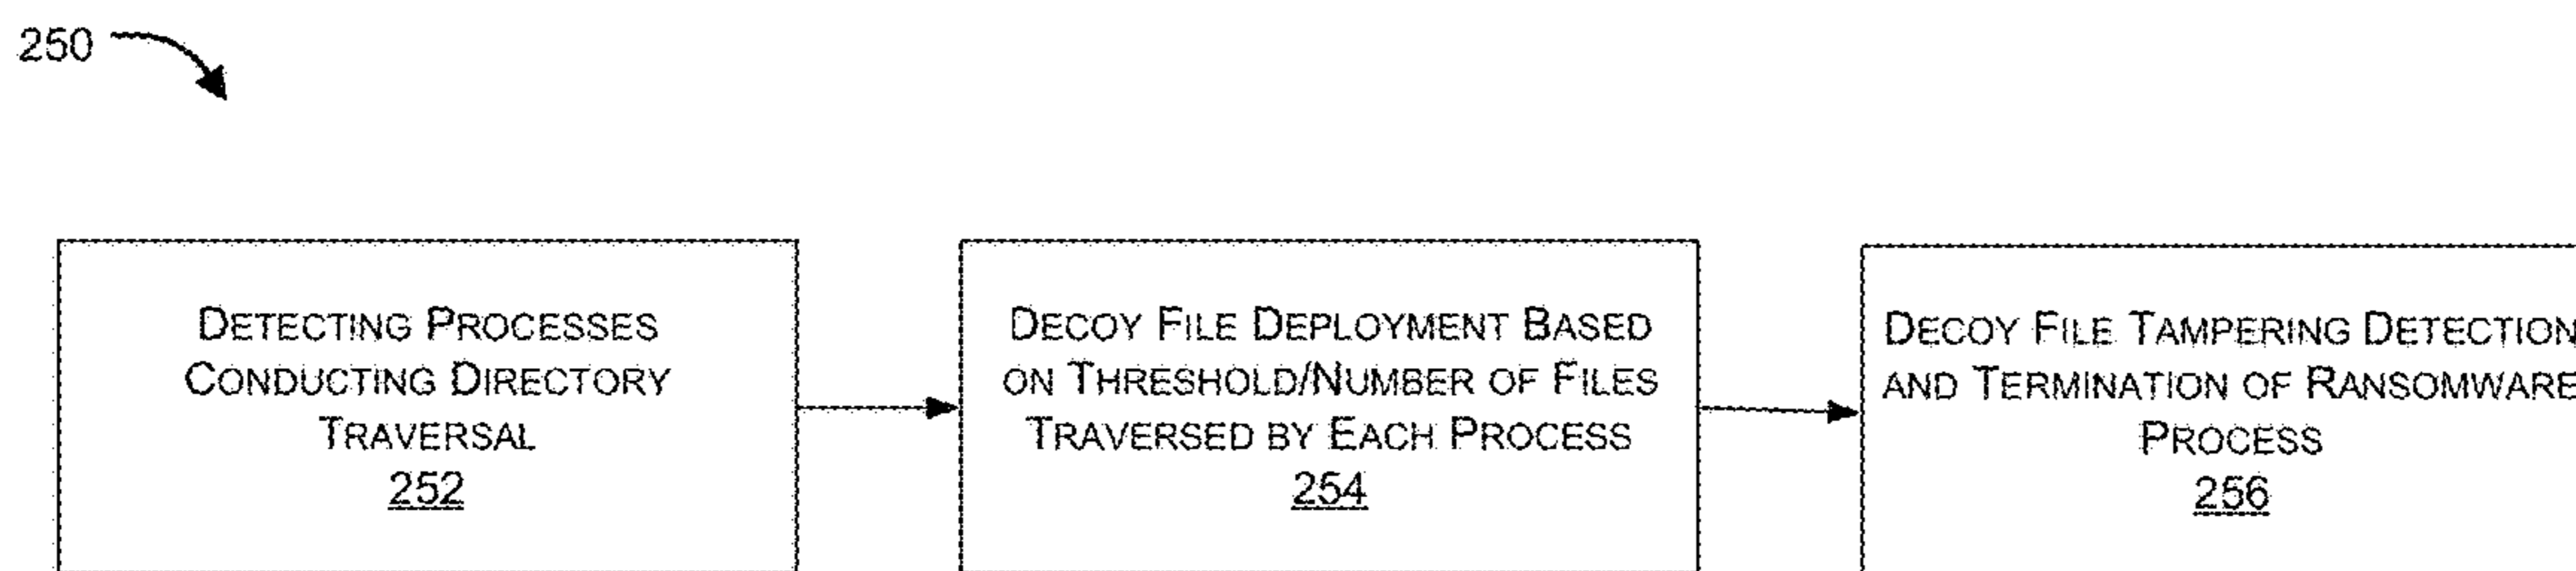 250
DETECTING PROCESSES
CONDUCTING DIRECTORY
TRAVERSAL
252
DECOY FILE DEPLOYMENT BASED
ON THRESHOLD/NUMBER OF FILES
TRAVERSED BY EACH PROCESS
254
DECOY FILE TAMPERING DETECTION
AND TERMINATION OF RANSOMWARE
PROCESS
256